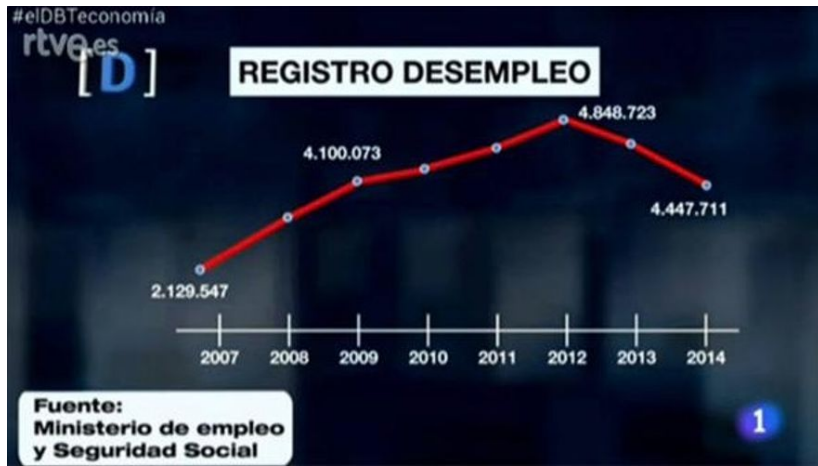 #elDBTeconomía
rtve.es
[D]
REGISTRO DESEMPLEO
4.848.723
4.100.073
4.447.711
2.129.547
2007 2008 2009 2010 2011 2012 2013 2014
Fuente:
Ministerio de empleo
y Seguridad Social
1